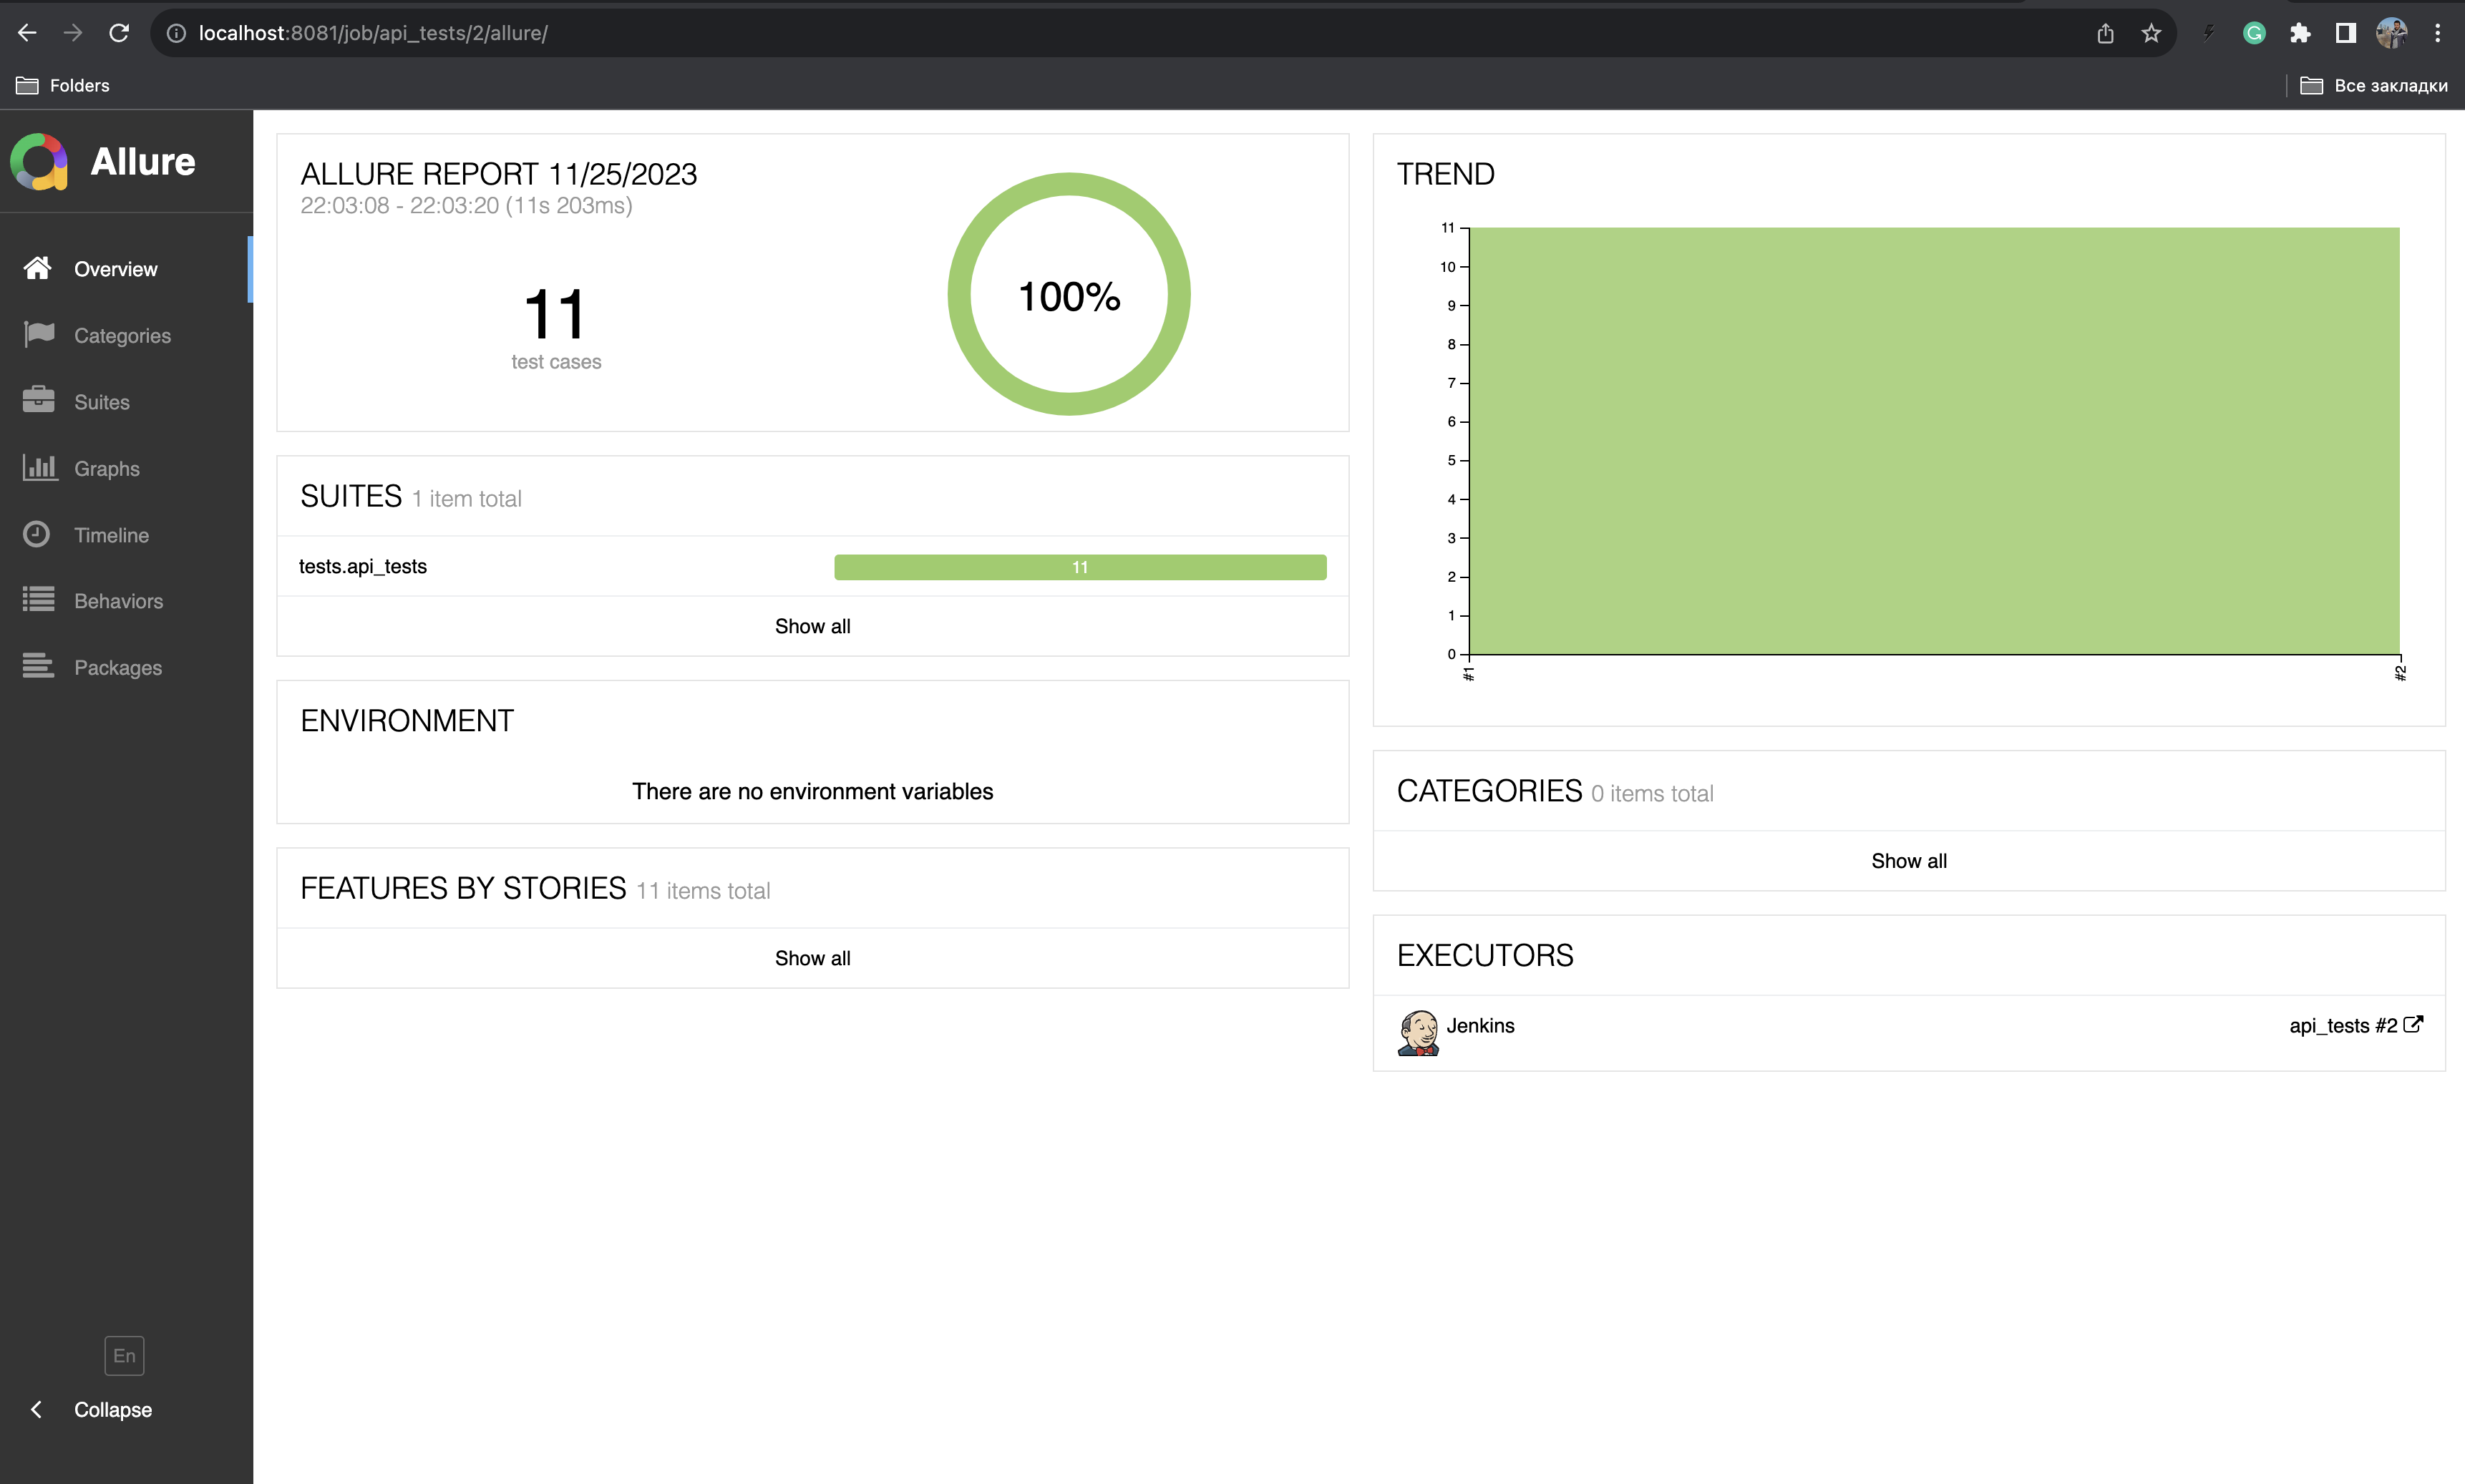 localhost:8081/job/api_tests/2/allure/
Folders
Все закладки
Allure
Overview
Categories
Suites
Graphs
Timeline
Behaviors
Packages
En
Collapse
ALLURE REPORT 11/25/2023
22:03:08 - 22:03:20 (11s 203ms)
11
test cases
100%
SUITES 1 item total
tests.api_tests
11
Show all
ENVIRONMENT
There are no environment variables
FEATURES BY STORIES 11 items total
Show all
TREND
11
10
9
8
7
6
5
4
3
2
1
0
#1
#2
CATEGORIES 0 items total
Show all
EXECUTORS
Jenkins
api_tests #2